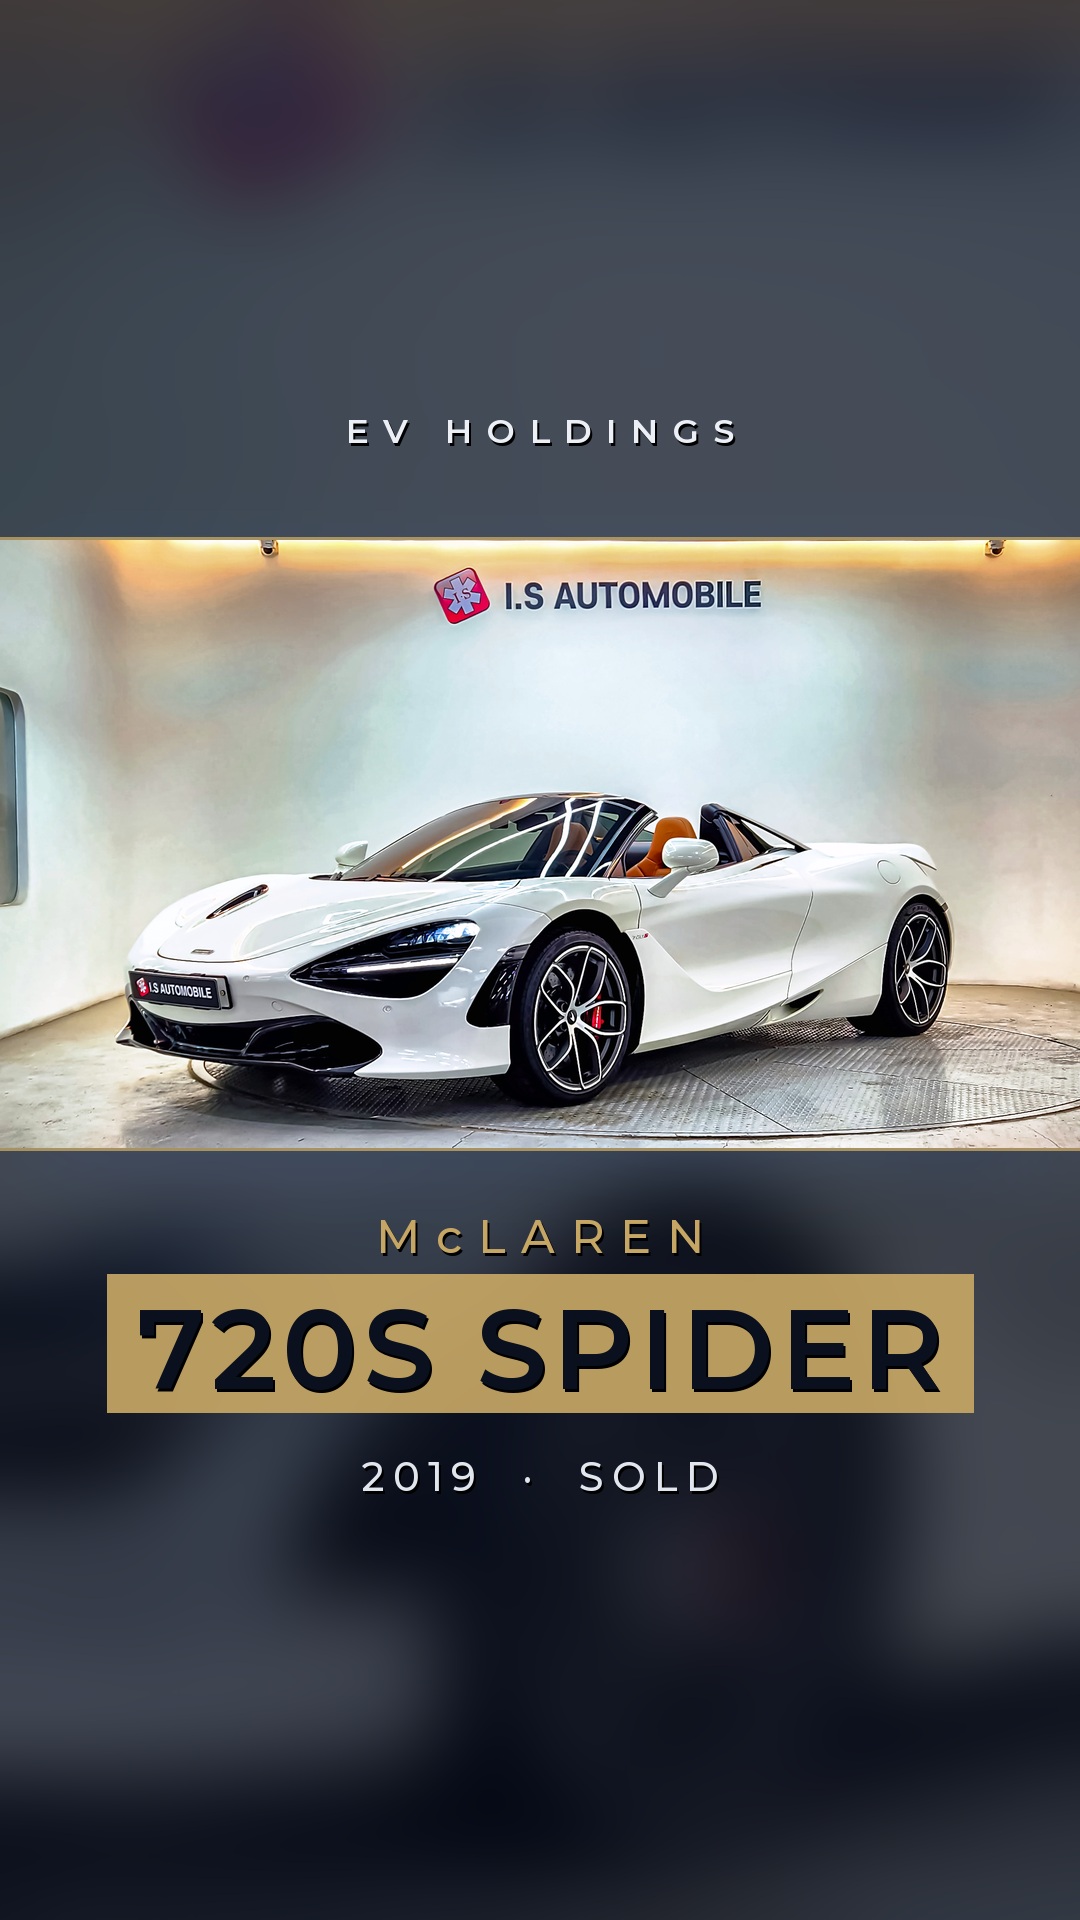 EV HOLDINGS
I.S AUTOMOBILE
I.S AUTOMOBILE
McLAREN
720S SPIDER
2019 · SOLD